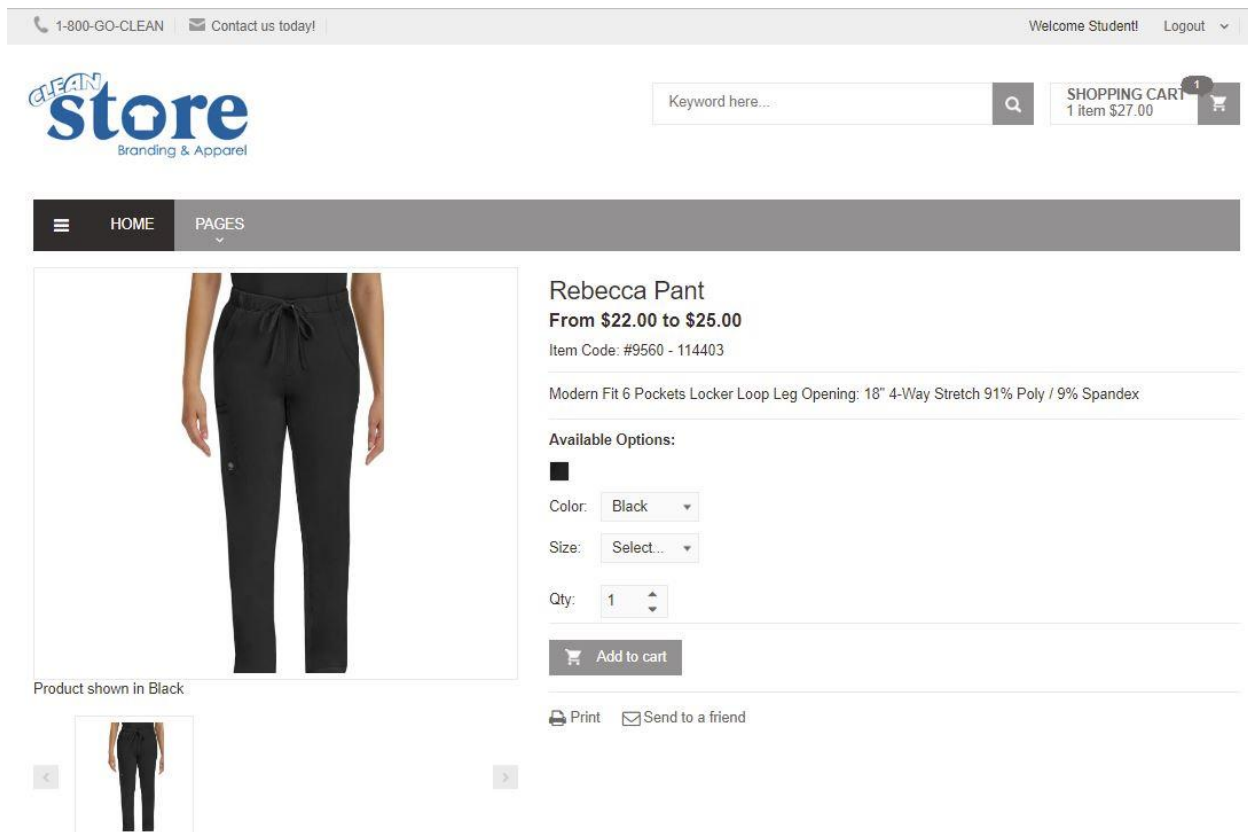 1-800-GO-CLEAN
Contact us today!
Welcome Student!
Logout
CLEAN
store
Branding & Apparel
Keyword here...
SHOPPING CART
1
1 item $27.00
HOME
PAGES
Rebecca Pant
From $22.00 to $25.00
Item Code: #9560 - 114403
Modern Fit 6 Pockets Locker Loop Leg Opening: 18" 4-Way Stretch 91% Poly / 9% Spandex
Available Options:
Color: Black
Size: Select...
Qty: 1
Add to cart
Print
Send to a friend
Product shown in Black